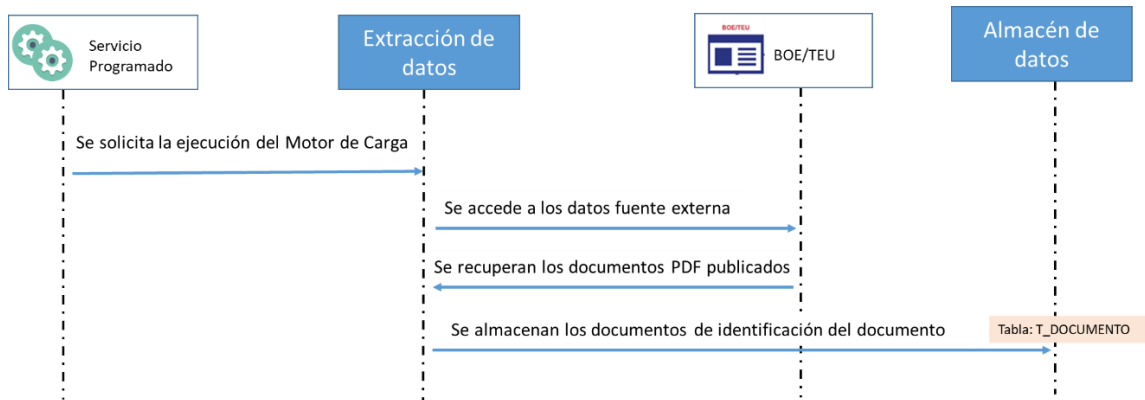 Servicio
Programado
Extracción de
datos
BOE/TEU
BOE/TEU
Almacén de
datos
Se solicita la ejecución del Motor de Carga
Se accede a los datos fuente externa
Se recuperan los documentos PDF publicados
Se almacenan los documentos de identificación del documento
Tabla: T_DOCUMENTO